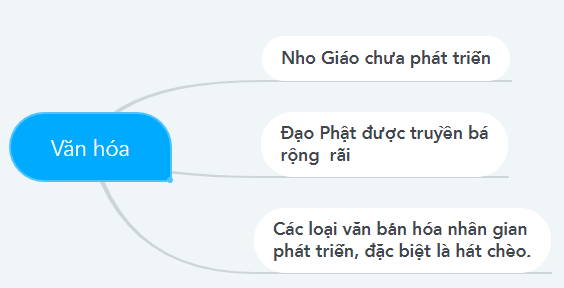 Nho Giáo chưa phát triển
Văn hóa
Đạo Phật được truyền bá
rộng rãi
Các loại văn bán hóa nhân gian
phát triển, đặc biệt là hát chèo.